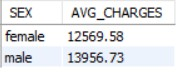 SEX AVG_CHARGES
female 12569.58
male 13956.73